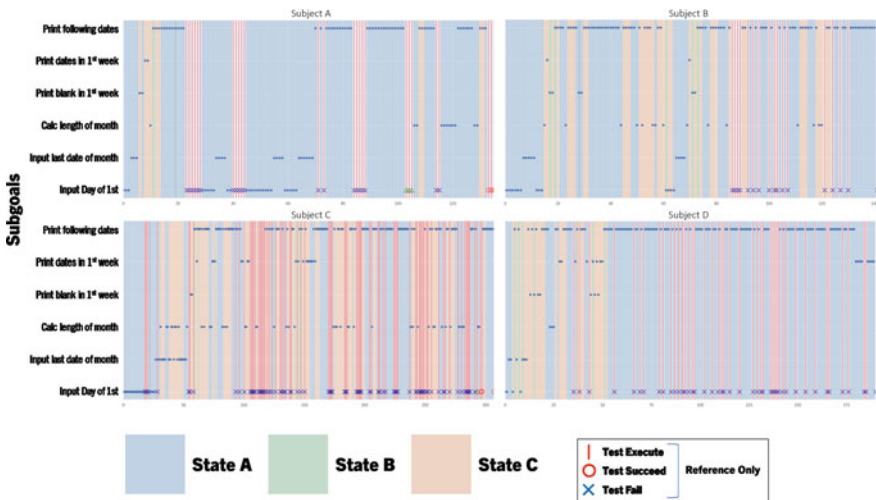 Subject A
Subject B
Print following dates
Print dates in 1st week
Print blank in 1st week
Calc length of month
Input last date of month
Input Day of 1st
Subgoals
Subject C
Subject D
Print following dates
Print dates in 1st week
Print blank in 1st week
Calc length of month
Input last date of month
Input Day of 1st
State A
State B
State C
Test Execute
Test Succeed
Test Fail
Reference Only